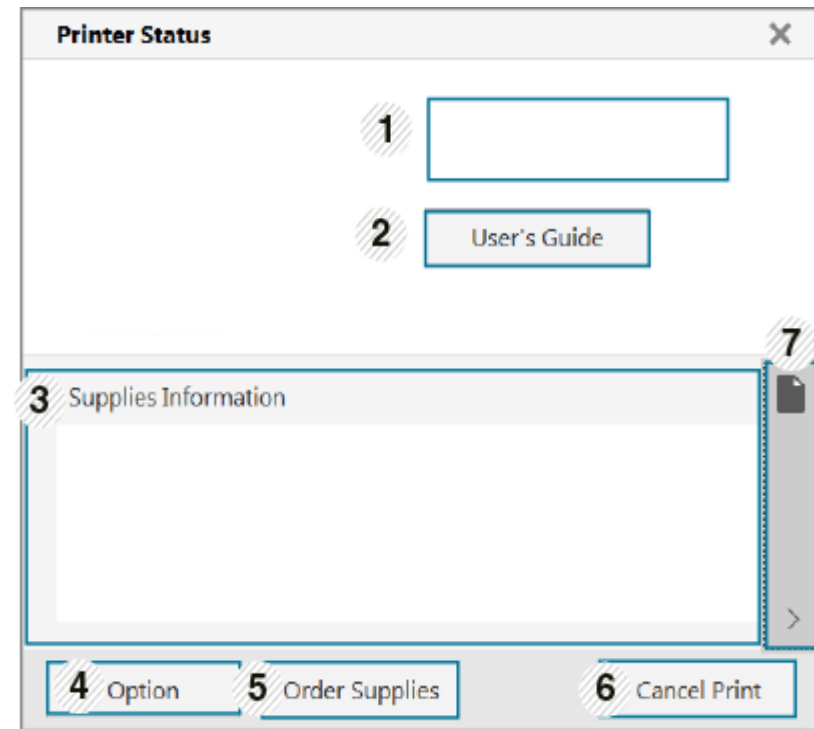 Printer Status
1
2 User's Guide
7
3 Supplies Information
4 Option 5 Order Supplies 6 Cancel Print